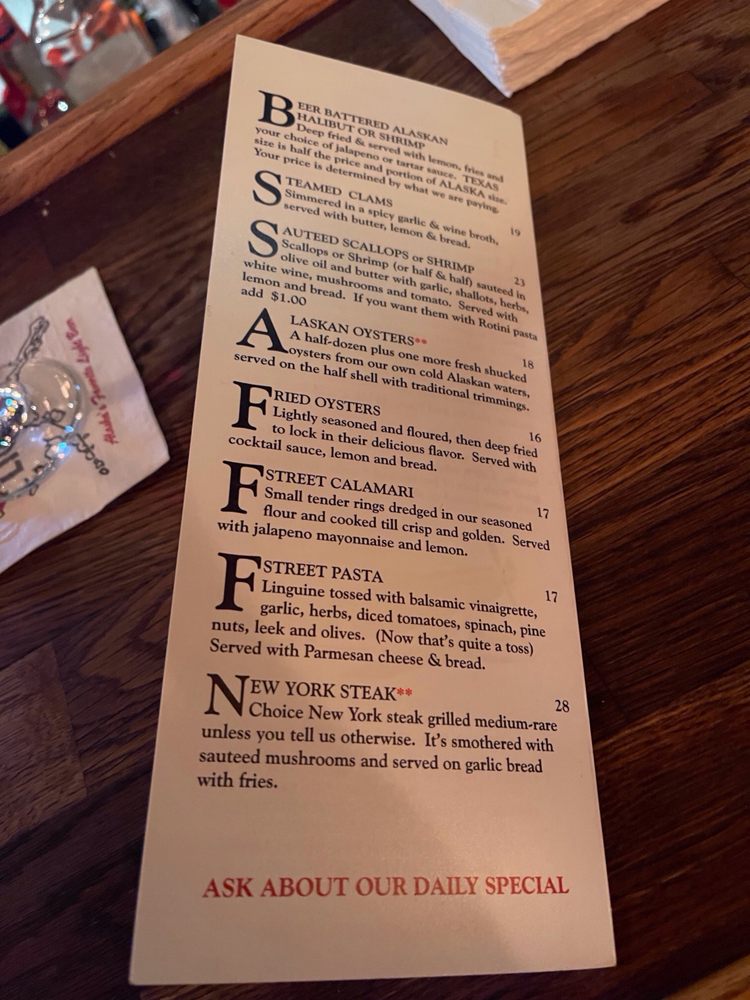 BEER BATTERED ALASKAN
HALIBUT OR SHRIMP
Deep fried & served with lemon, fries and
your choice of jalapeno or tartar sauce. TEXAS
size is half the price and portion of ALASKA size.
Your price is determined by what we are paying.
STEAMED CLAMS 19
Simmered in a spicy garlic & wine broth,
served with butter, lemon & bread.
SAUTEED SCALLOPS or SHRIMP 23
Scallops or Shrimp (or half & half) sauteed in
olive oil and butter with garlic, shallots, herbs,
white wine, mushrooms and tomato. Served with
lemon and bread. If you want them with Rotini pasta
add $1.00
ALASKAN OYSTERS** 18
A half-dozen plus one more fresh shucked
oysters from our own cold Alaskan waters,
served on the half shell with traditional trimmings.
FRIED OYSTERS 16
Lightly seasoned and floured, then deep fried
to lock in their delicious flavor. Served with
cocktail sauce, lemon and bread.
F STREET CALAMARI 17
Small tender rings dredged in our seasoned
flour and cooked till crisp and golden. Served
with jalapeno mayonnaise and lemon.
F STREET PASTA 17
Linguine tossed with balsamic vinaigrette,
garlic, herbs, diced tomatoes, spinach, pine
nuts, leek and olives. (Now that's quite a toss)
Served with Parmesan cheese & bread.
NEW YORK STEAK** 28
Choice New York steak grilled medium-rare
unless you tell us otherwise. It's smothered with
sauteed mushrooms and served on garlic bread
with fries.
ASK ABOUT OUR DAILY SPECIAL